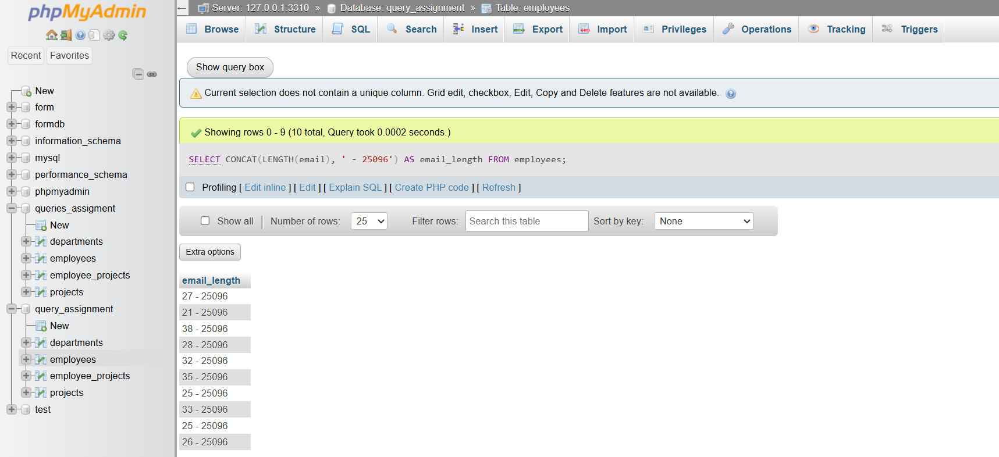 phpMyAdmin
Recent Favorites
New
form
formdb
information_schema
mysql
performance_schema
phpmyadmin
queries_assigment
New
departments
employees
employee_projects
projects
query_assignment
New
departments
employees
employee_projects
projects
test
← Server: 127.0.0.1:3310 » Database: query_assignment » Table: employees
Browse Structure SQL Search Insert Export Import Privileges Operations Tracking Triggers
Show query box
Current selection does not contain a unique column. Grid edit, checkbox, Edit, Copy and Delete features are not available.
Showing rows 0 - 9 (10 total, Query took 0.0002 seconds.)
SELECT CONCAT(LENGTH(email), ' - 25096') AS email_length FROM employees;
Profiling [ Edit inline ] [ Edit ] [ Explain SQL ] [ Create PHP code ] [ Refresh ]
Show all | Number of rows: 25 Filter rows: Search this table Sort by key: None
Extra options
email_length
27 - 25096
21 - 25096
38 - 25096
28 - 25096
32 - 25096
35 - 25096
25 - 25096
33 - 25096
25 - 25096
26 - 25096